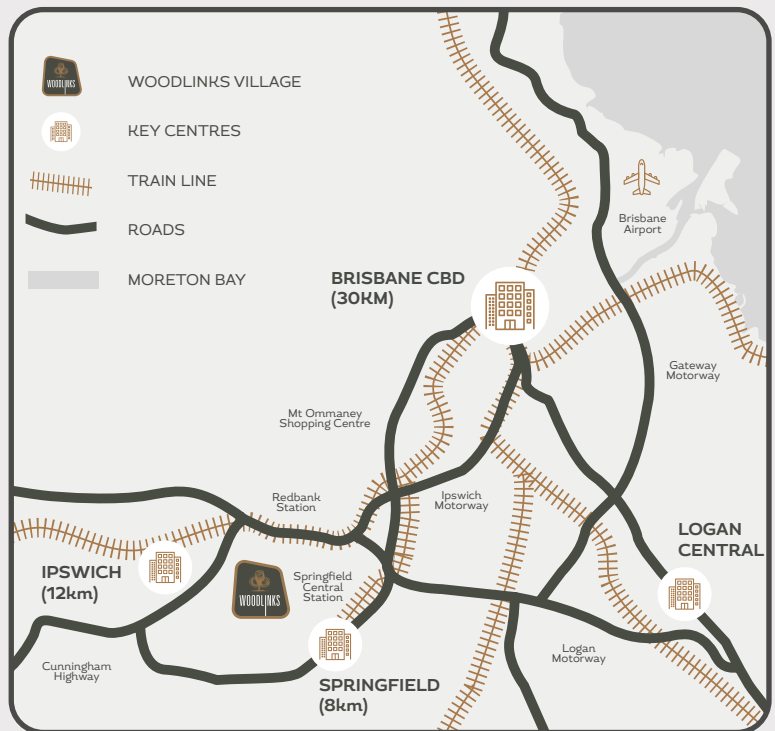 WOODLINKS
WOODLINKS VILLAGE
KEY CENTRES
TRAIN LINE
ROADS
MORETON BAY
Brisbane
Airport
BRISBANE CBD
(30KM)
Gateway
Motorway
Mt Ommaney
Shopping Centre
Redbank
Station
Ipswich
Motorway
LOGAN
CENTRAL
IPSWICH
(12km)
Springfield
Central
Station
WOODLINKS
Cunningham
Highway
Logan
Motorway
SPRINGFIELD
(8km)